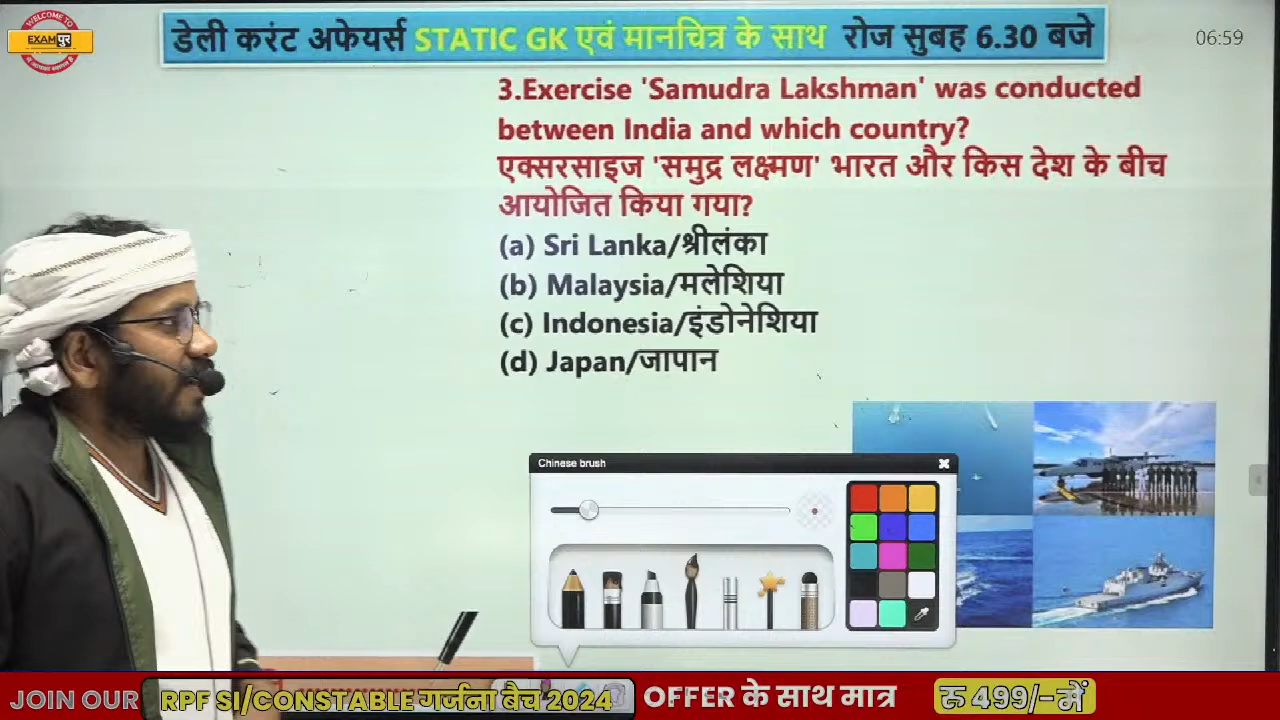 WELCOME TO
EXAMपुर
डेली करंट अफेयर्स STATIC GK एवं मानचित्र के साथ रोज सुबह 6.30 बजे
06:59
3.Exercise 'Samudra Lakshman' was conducted
between India and which country?
एक्सरसाइज 'समुद्र लक्ष्मण' भारत और किस देश के बीच
आयोजित किया गया?
(a) Sri Lanka/श्रीलंका
(b) Malaysia/मलेशिया
(c) Indonesia/इंडोनेशिया
(d) Japan/जापान
Chinese brush
JOIN OUR RPF SI/CONSTABLE गर्जना बैच 2024 OFFER के साथ मात्र रु 499/-में